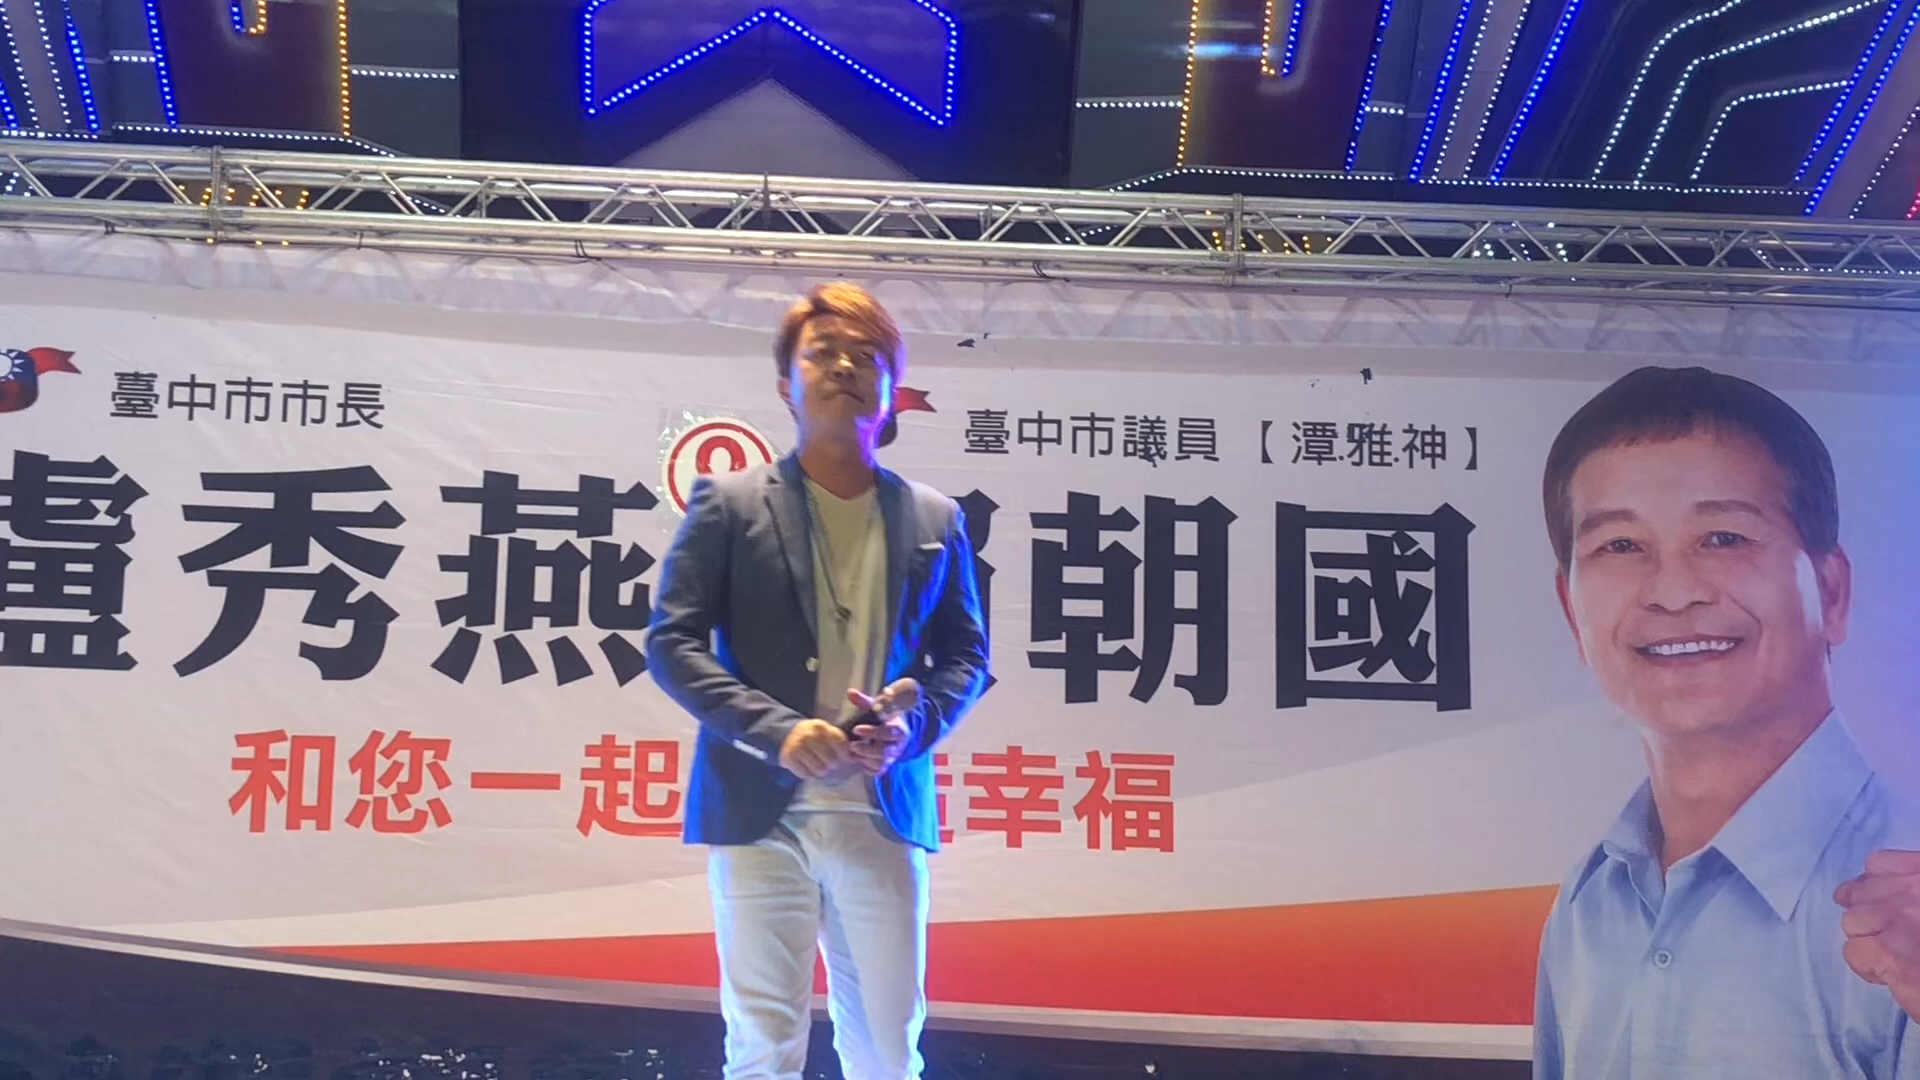 臺中市市長
盧秀燕
臺中市議員【潭.雅.神】
朝國
和您一起 造幸福